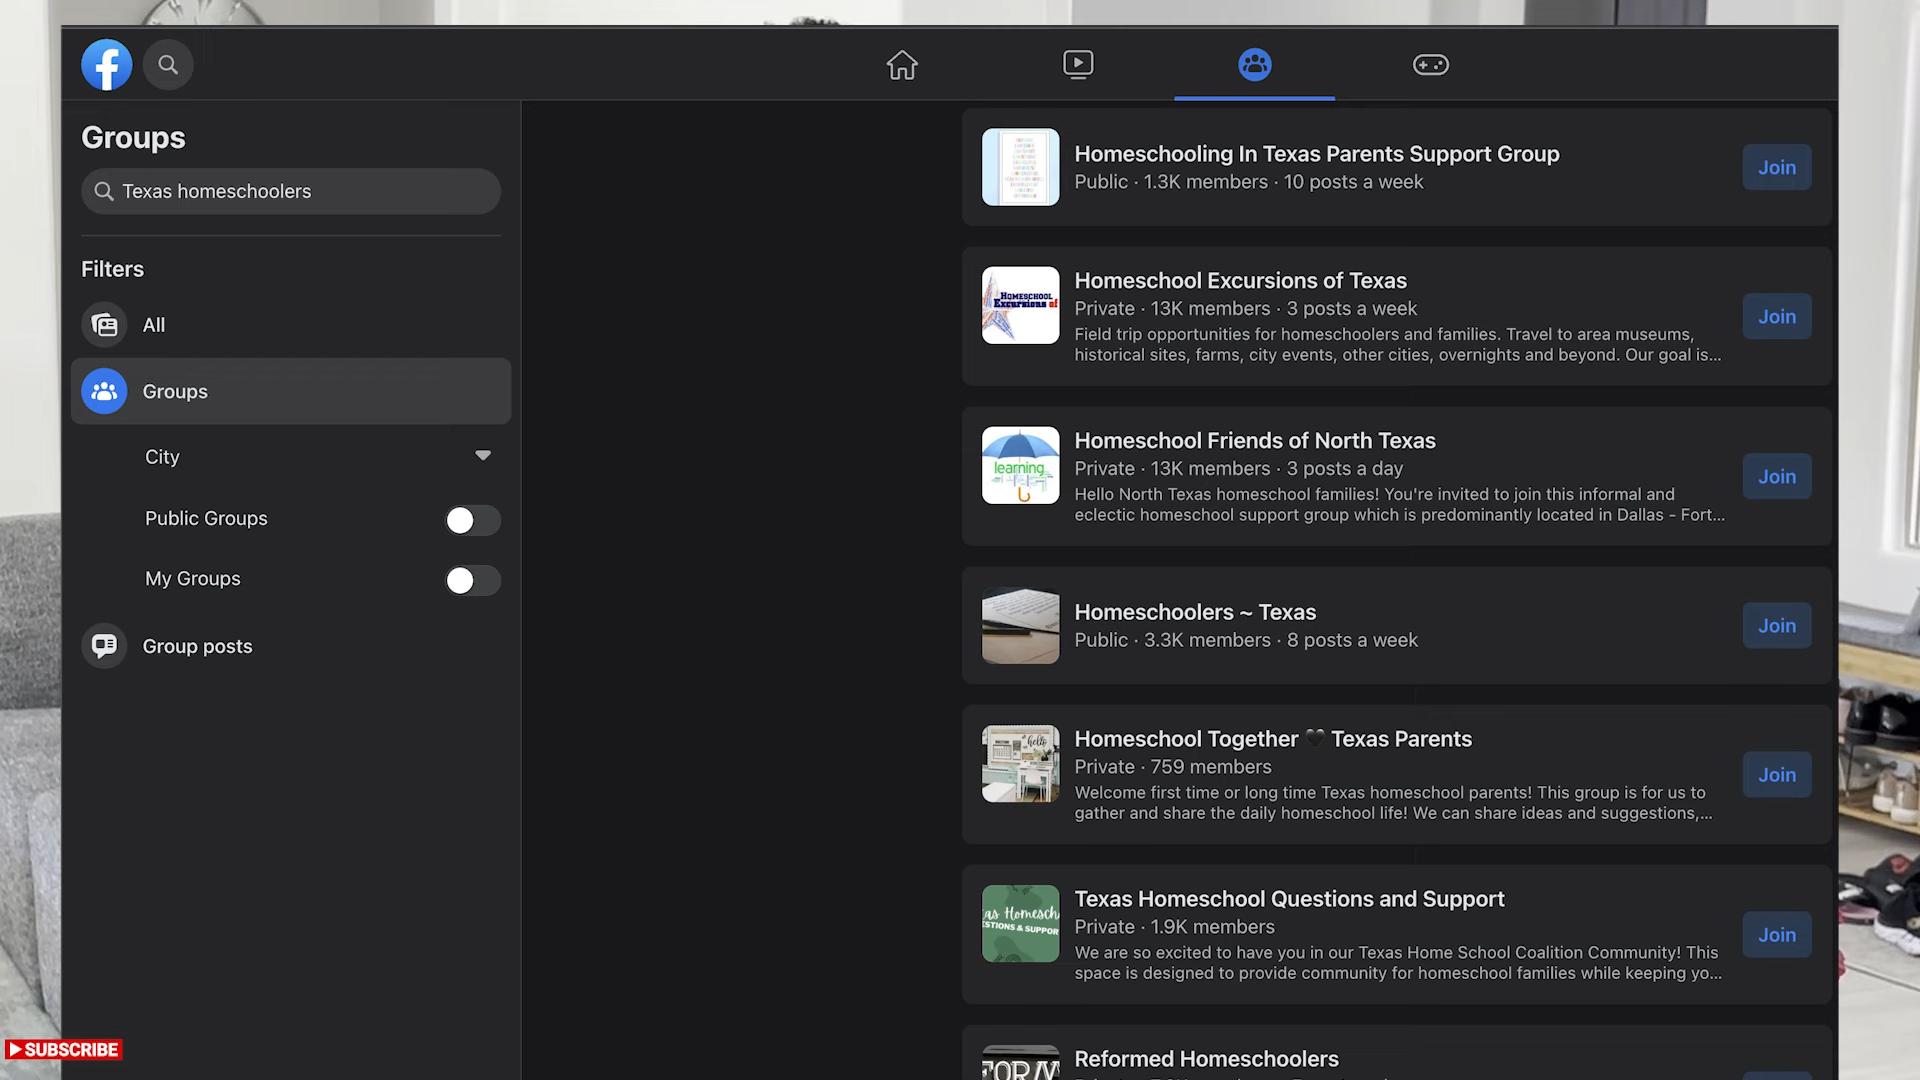 Groups
Texas homeschoolers
Filters
All
Groups
City
Public Groups
My Groups
Group posts
Homeschooling In Texas Parents Support Group
Public · 1.3K members · 10 posts a week
Join
HOMESCHOOL
EXCURSIONS of
Homeschool Excursions of Texas
Private · 13K members · 3 posts a week
Field trip opportunities for homeschoolers and families. Travel to area museums,
historical sites, farms, city events, other cities, overnights and beyond. Our goal is...
Join
learning
Homeschool Friends of North Texas
Private · 13K members · 3 posts a day
Hello North Texas homeschool families! You're invited to join this informal and
eclectic homeschool support group which is predominantly located in Dallas - Fort...
Join
Homeschoolers ~ Texas
Public · 3.3K members · 8 posts a week
Join
hello
Homeschool Together 🖤 Texas Parents
Private · 759 members
Welcome first time or long time Texas homeschool parents! This group is for us to
gather and share the daily homeschool life! We can share ideas and suggestions,...
Join
as Homesch
STIONS & SUPPOR
Texas Homeschool Questions and Support
Private · 1.9K members
We are so excited to have you in our Texas Home School Coalition Community! This
space is designed to provide community for homeschool families while keeping yo...
Join
Reformed Homeschoolers
SUBSCRIBE